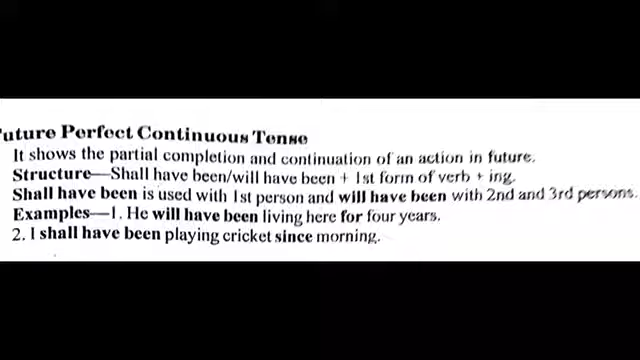 Future Perfect Continuous Tense
It shows the partial completion and continuation of an action in future.
Structure—Shall have been/will have been + 1st form of verb + ing.
Shall have been is used with 1st person and will have been with 2nd and 3rd persons.
Examples—1. He will have been living here for four years.
2. I shall have been playing cricket since morning.